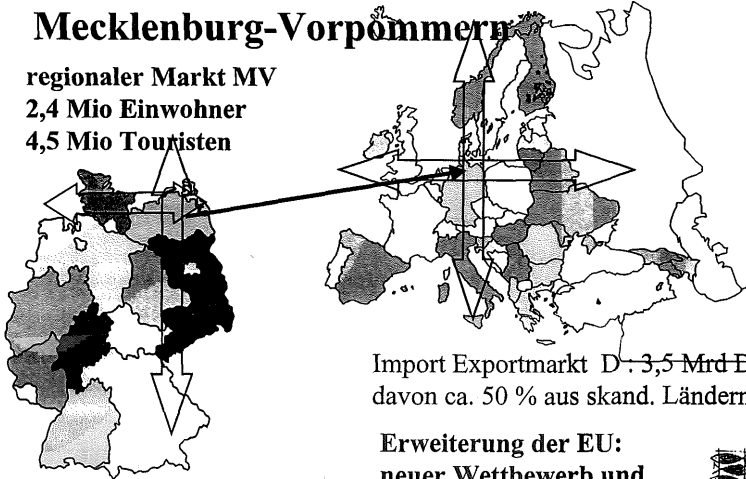 Mecklenburg-Vorpommern
regionaler Markt MV
2,4 Mio Einwohner
4,5 Mio Touristen
Import Exportmarkt D : 3,5 Mrd D
davon ca. 50 % aus skand. Ländern
Erweiterung der EU:
neuer Wettbewerb und